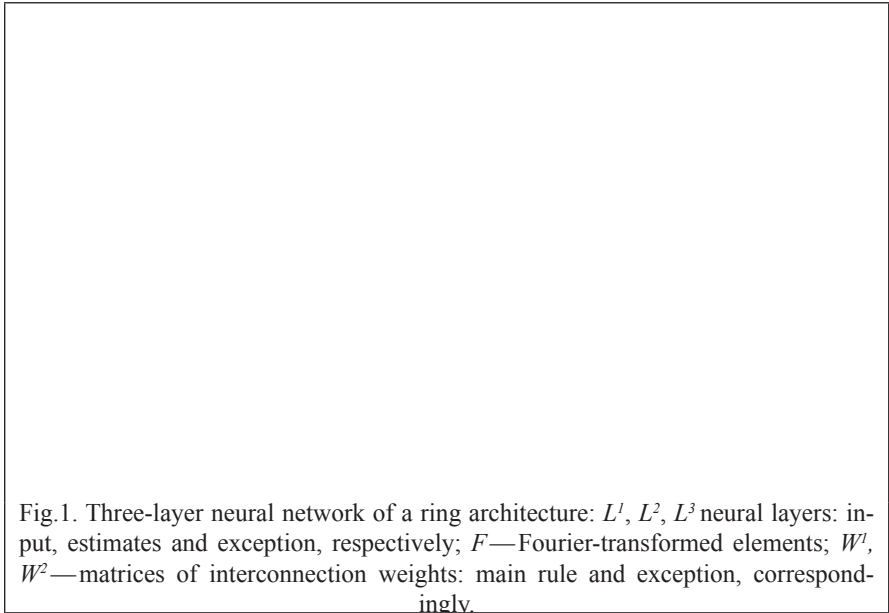 Fig.1. Three-layer neural network of a ring architecture: L¹, L², L³ neural layers: in-
put, estimates and exception, respectively; F—Fourier-transformed elements; W¹,
W²—matrices of interconnection weights: main rule and exception, correspond-
ingly.